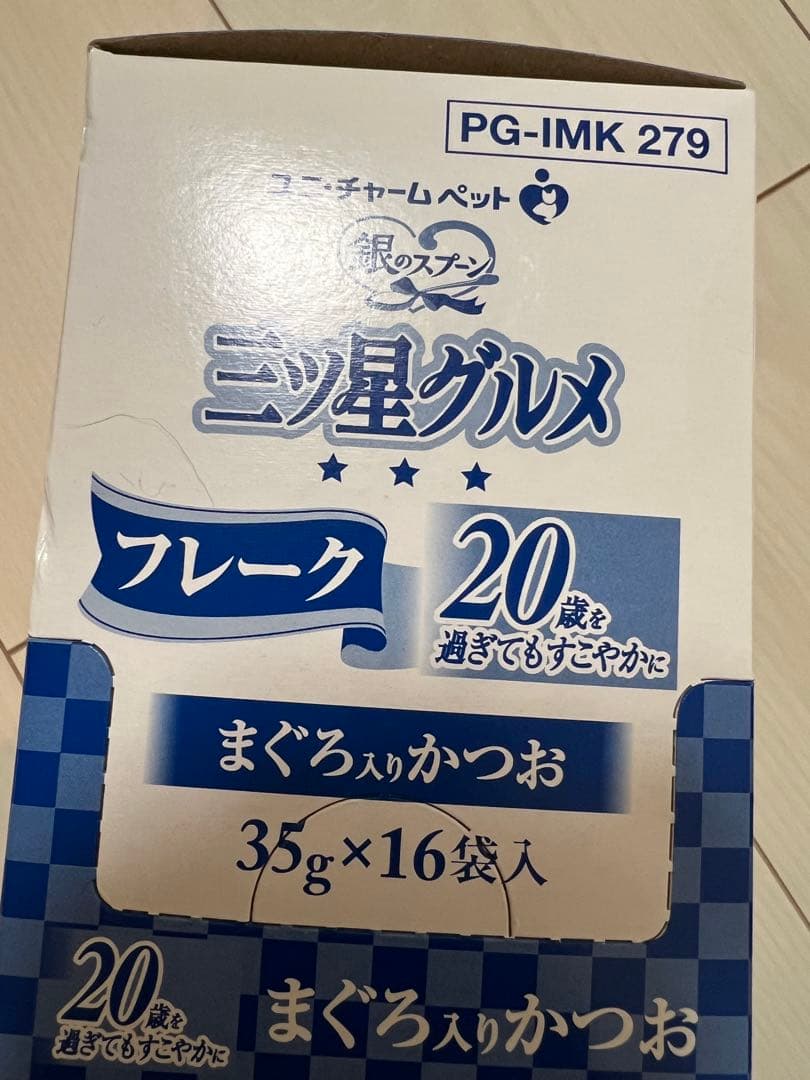 PG-IMK 279
ユニ・チャーム ペット
銀のスプーン
三ツ星グルメ
フレーク
20歳を
過ぎてもすこやかに
まぐろ入りかつお
35g×16袋入
20歳を
過ぎてもすこやかに
まぐろ入りかつお